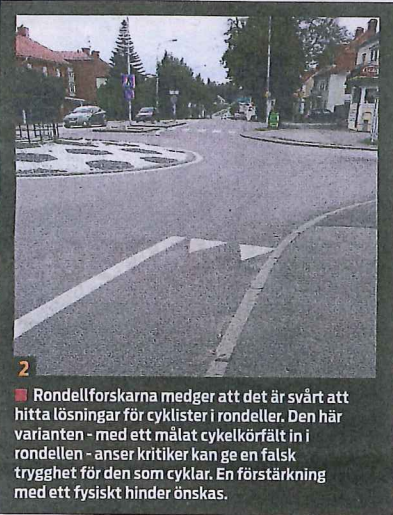 2
Rondellforskarna medger att det är svårt att
hitta lösningar för cyklister i rondeller. Den här
varianten - med ett målat cykelkörfält in i
rondellen - anser kritiker kan ge en falsk
trygghet för den som cyklar. En förstärkning
med ett fysiskt hinder önskas.